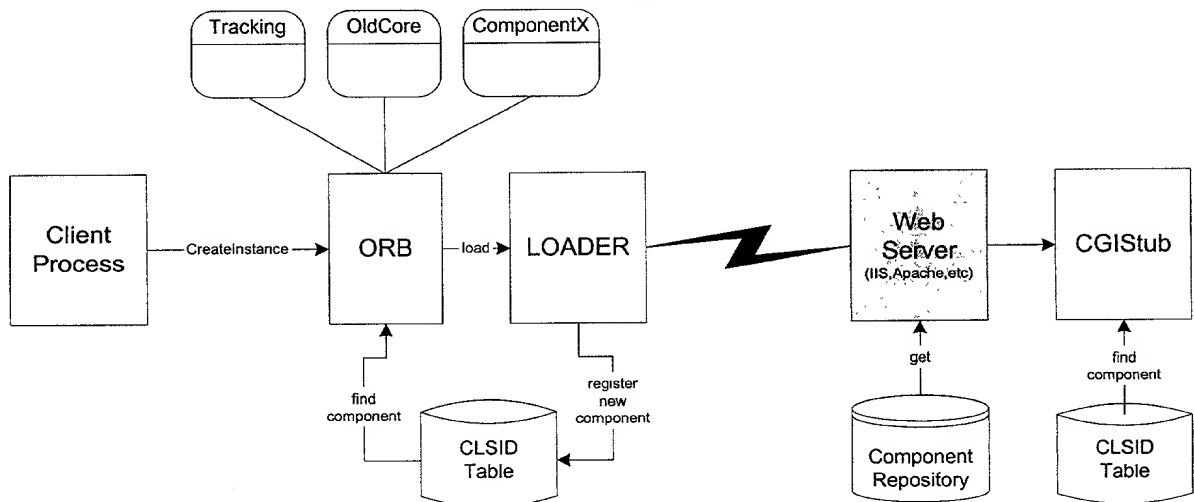 Tracking
OldCore
ComponentX
Client
Process
CreateInstance
ORB
load
LOADER
Web
Server
(IIS,Apache,etc)
CGIStub
find
component
register
new
component
CLSID
Table
get
Component
Repository
find
component
CLSID
Table